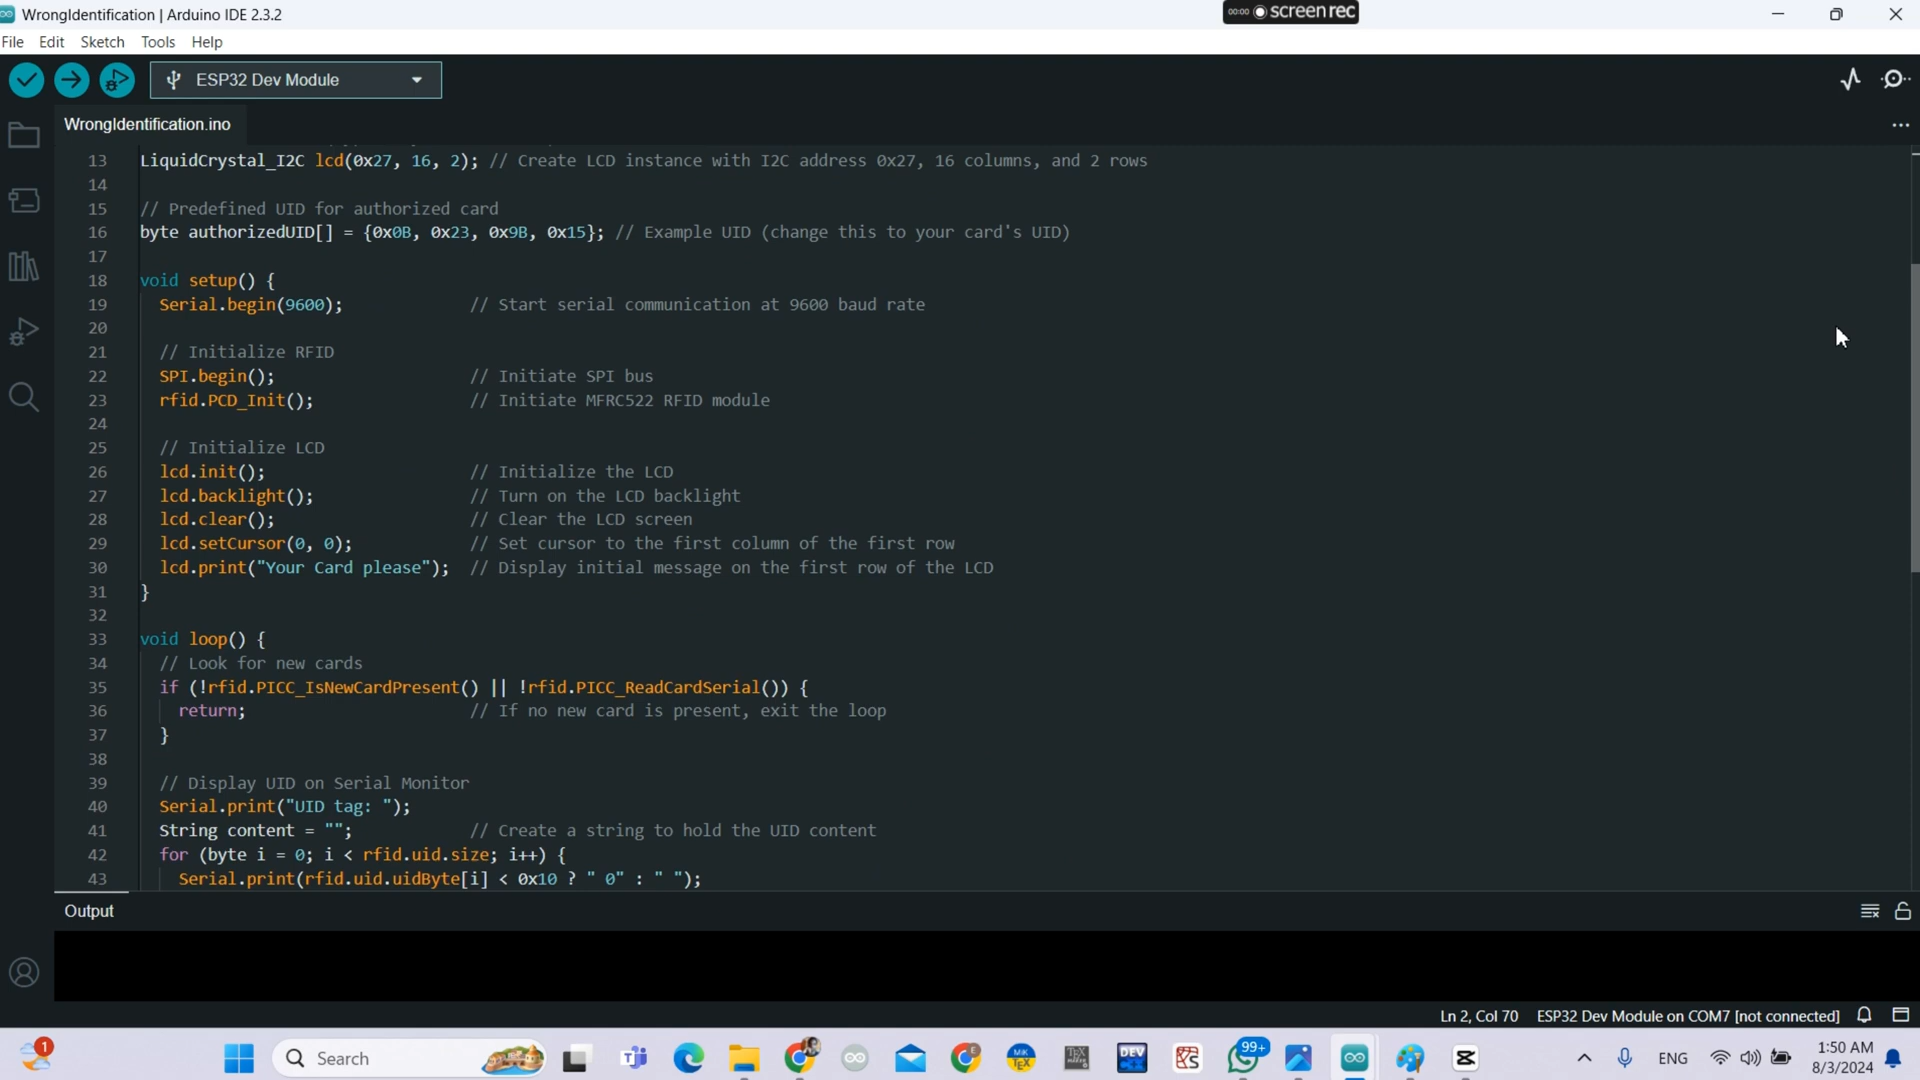 WrongIdentification | Arduino IDE 2.3.2
00:00 screenrec
File Edit Sketch Tools Help
ESP32 Dev Module
WrongIdentification.ino
13 LiquidCrystal_I2C lcd(0x27, 16, 2); // Create LCD instance with I2C address 0x27, 16 columns, and 2 rows
14
15 // Predefined UID for authorized card
16 byte authorizedUID[] = {0x0B, 0x23, 0x9B, 0x15}; // Example UID (change this to your card's UID)
17
18 void setup() {
19 Serial.begin(9600); // Start serial communication at 9600 baud rate
20
21 // Initialize RFID
22 SPI.begin(); // Initiate SPI bus
23 rfid.PCD_Init(); // Initiate MFRC522 RFID module
24
25 // Initialize LCD
26 lcd.init(); // Initialize the LCD
27 lcd.backlight(); // Turn on the LCD backlight
28 lcd.clear(); // Clear the LCD screen
29 lcd.setCursor(0, 0); // Set cursor to the first column of the first row
30 lcd.print("Your Card please"); // Display initial message on the first row of the LCD
31 }
32
33 void loop() {
34 // Look for new cards
35 if (!rfid.PICC_IsNewCardPresent() || !rfid.PICC_ReadCardSerial()) {
36 return; // If no new card is present, exit the loop
37 }
38
39 // Display UID on Serial Monitor
40 Serial.print("UID tag: ");
41 String content = ""; // Create a string to hold the UID content
42 for (byte i = 0; i < rfid.uid.size; i++) {
43 Serial.print(rfid.uid.uidByte[i] < 0x10 ? " 0" : " ");
Output
Ln 2, Col 70 ESP32 Dev Module on COM7 [not connected]
1
Search
MiK TEX
TEX MAKER
DEV
99+
ENG
1:50 AM
8/3/2024